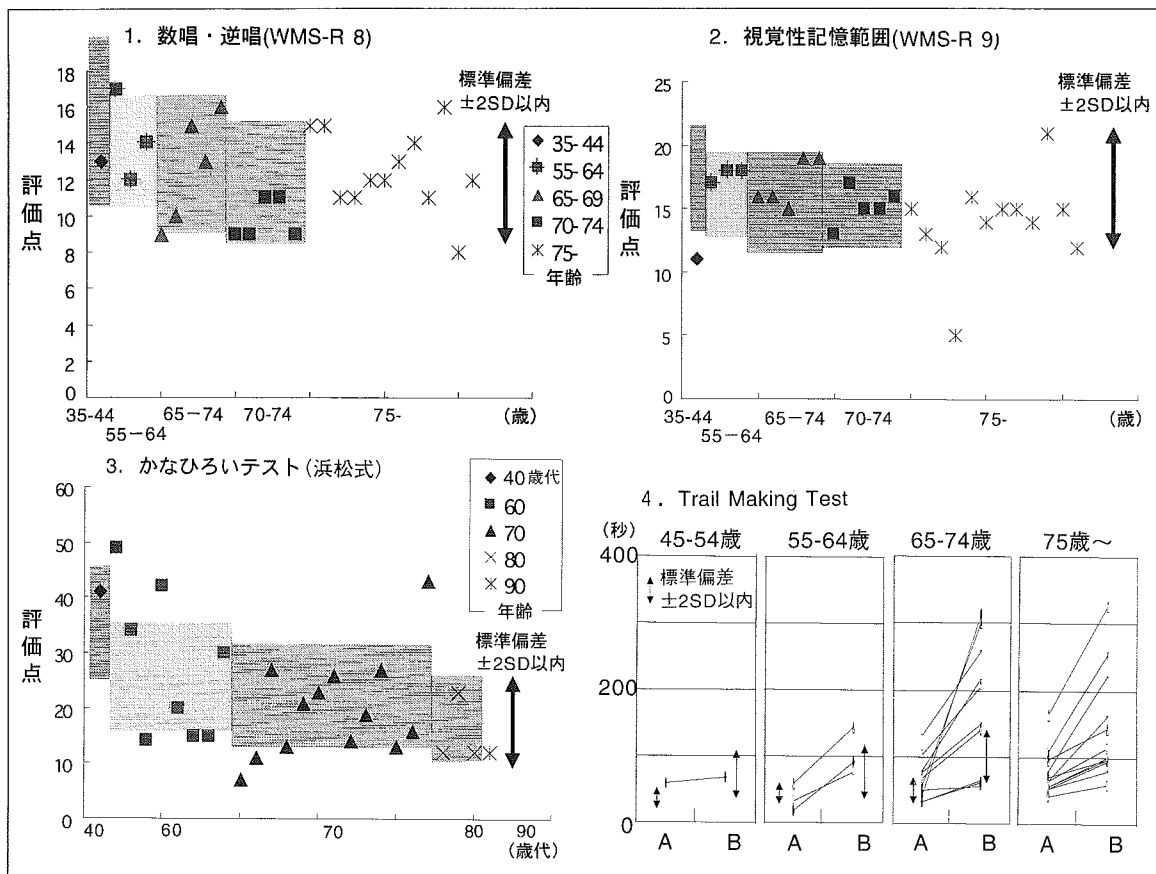 1. 数唱・逆唱(WMS-R 8)
標準偏差
±2SD以内
評価点
18
16
14
12
10
8
6
4
2
0
35-44
55-64
65-69
70-74
75-
年齢
35-44
55-64
65-74
70-74
75-
(歳)
2. 視覚性記憶範囲(WMS-R 9)
標準偏差
±2SD以内
評価点
25
20
15
10
5
0
35-44
55-64
65-74
70-74
75-
(歳)
3. かなひろいテスト(浜松式)
評価点
60
50
40
30
20
10
0
40歳代
60
70
80
90
年齢
標準偏差
±2SD以内
40
60
70
80
90
(歳代)
4. Trail Making Test
(秒)
45-54歳
55-64歳
65-74歳
75歳～
400
200
0
標準偏差
±2SD以内
A B
A B
A B
A B